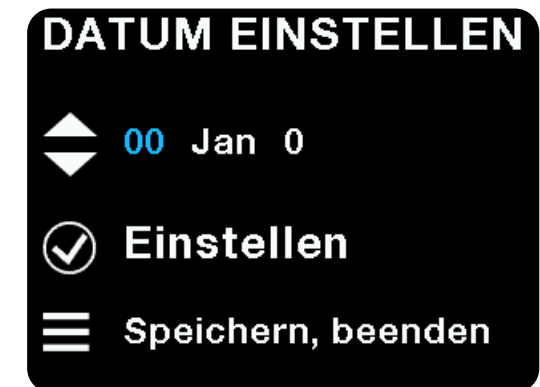 DATUM EINSTELLEN
00 Jan 0
Einstellen
Speichern, beenden